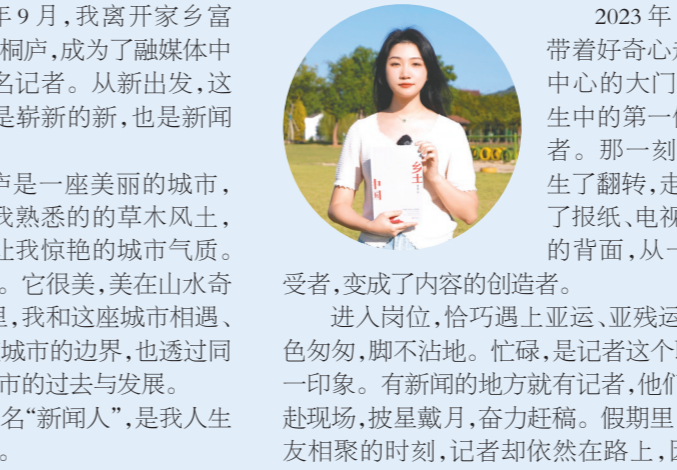 年9月,我离开家乡富
桐庐,成为了融媒体中
名记者。从新出发,这
是崭新的新,也是新闻
庐是一座美丽的城市,
我熟悉的的草木风土,
让我惊艳的城市气质。
。它很美,美在山水奇
里,我和这座城市相遇、
城市的边界,也透过同
市的过去与发展。
名“新闻人”,是我人生
。
乡土
中国
2023年
带着好奇心
中心的大门
生中的第一
者。那一刻
生了翻转,走
了报纸、电视
的背面,从一
受者,变成了内容的创造者。
进入岗位,恰巧遇上亚运、亚残运
色匆匆,脚不沾地。忙碌,是记者这个
一印象。有新闻的地方就有记者,他们
赴现场,披星戴月,奋力赶稿。假期里
友相聚的时刻,记者却依然在路上,因